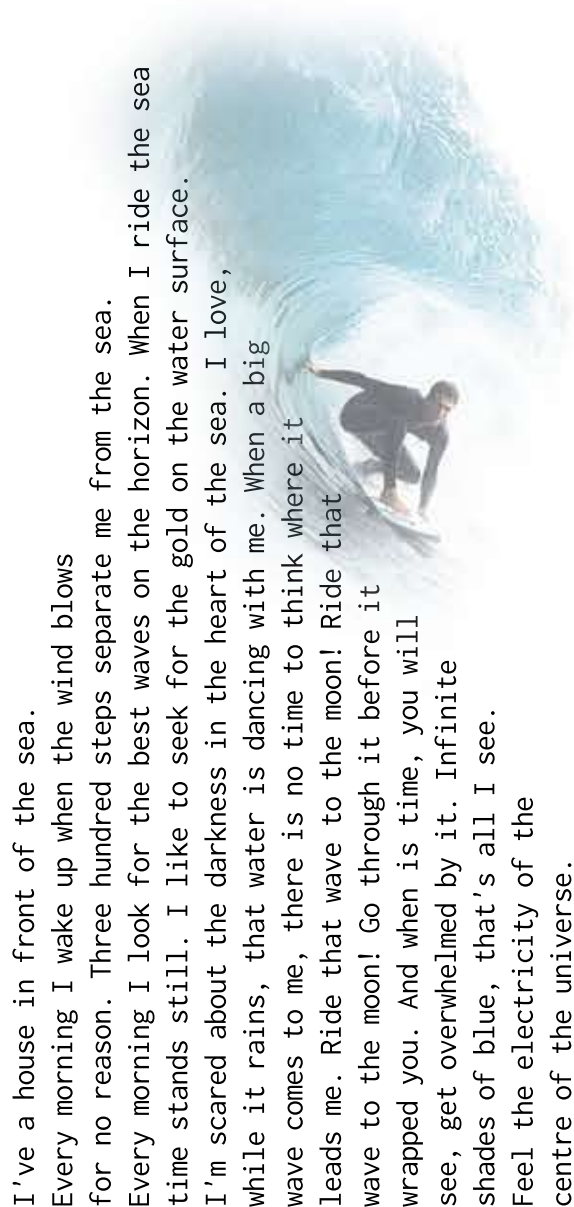 I've a house in front of the sea.
Every morning I wake up when the wind blows
for no reason. Three hundred steps separate me from the sea.
Every morning I look for the best waves on the horizon. When I ride the sea
time stands still. I like to seek for the gold on the water surface.
I'm scared about the darkness in the heart of the sea. I love,
while it rains, that water is dancing with me. When a big
wave comes to me, there is no time to think where it
leads me. Ride that wave to the moon! Ride that
wave to the moon! Go through it before it
wrapped you. And when is time, you will
see, get overwhelmed by it. Infinite
shades of blue, that's all I see.
Feel the electricity of the
centre of the universe.